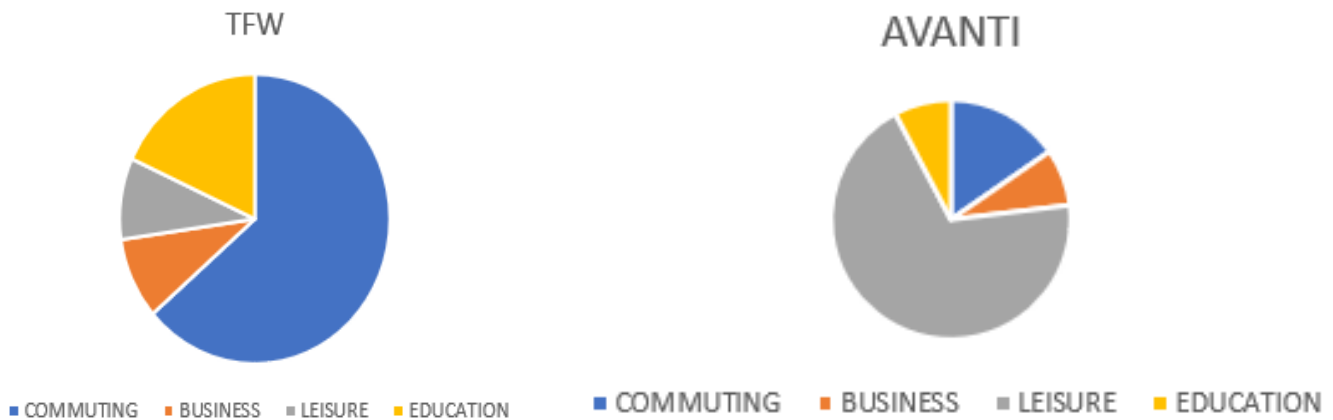 TFW
COMMUTING BUSINESS LEISURE EDUCATION
AVANTI
COMMUTING BUSINESS LEISURE EDUCATION